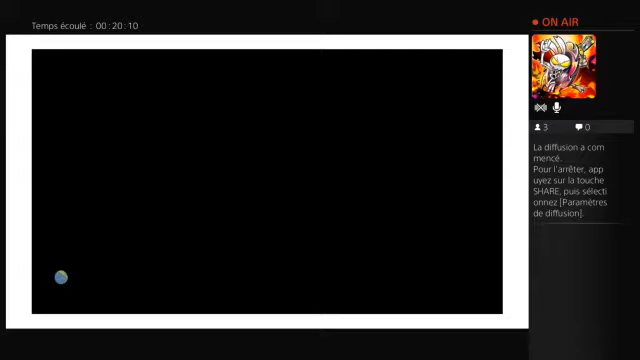 Temps écoulé : 00:20:10
ON AIR
3
0
La diffusion a com
mencé.
Pour l'arrêter, app
uyez sur la touche
SHARE, puis sélecti
onnez [Paramètres
de diffusion].